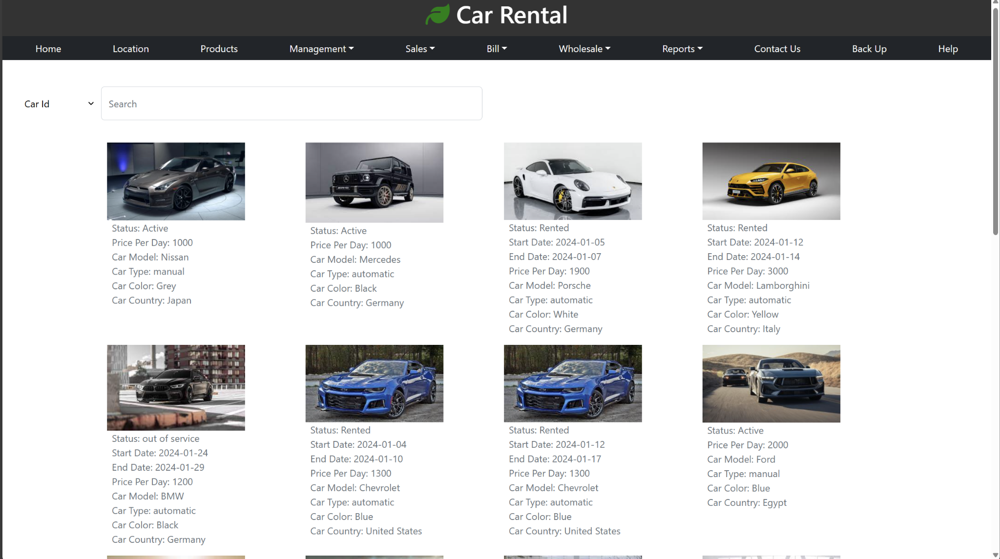 Car Rental
Home Location Products Management Sales Bill Wholesale Reports Contact Us Back Up Help
Car Id
Search
Status: Active
Price Per Day: 1000
Car Model: Nissan
Car Type: manual
Car Color: Grey
Car Country: Japan
Status: Active
Price Per Day: 1000
Car Model: Mercedes
Car Type: automatic
Car Color: Black
Car Country: Germany
Status: Rented
Start Date: 2024-01-05
End Date: 2024-01-07
Price Per Day: 1900
Car Model: Porsche
Car Type: automatic
Car Color: White
Car Country: Germany
Status: Rented
Start Date: 2024-01-12
End Date: 2024-01-14
Price Per Day: 3000
Car Model: Lamborghini
Car Type: automatic
Car Color: Yellow
Car Country: Italy
Status: out of service
Start Date: 2024-01-24
End Date: 2024-01-29
Price Per Day: 1200
Car Model: BMW
Car Type: automatic
Car Color: Black
Car Country: Germany
Status: Rented
Start Date: 2024-01-04
End Date: 2024-01-10
Price Per Day: 1300
Car Model: Chevrolet
Car Type: automatic
Car Color: Blue
Car Country: United States
Status: Rented
Start Date: 2024-01-12
End Date: 2024-01-17
Price Per Day: 1300
Car Model: Chevrolet
Car Type: automatic
Car Color: Blue
Car Country: United States
Status: Active
Price Per Day: 2000
Car Model: Ford
Car Type: manual
Car Color: Blue
Car Country: Egypt